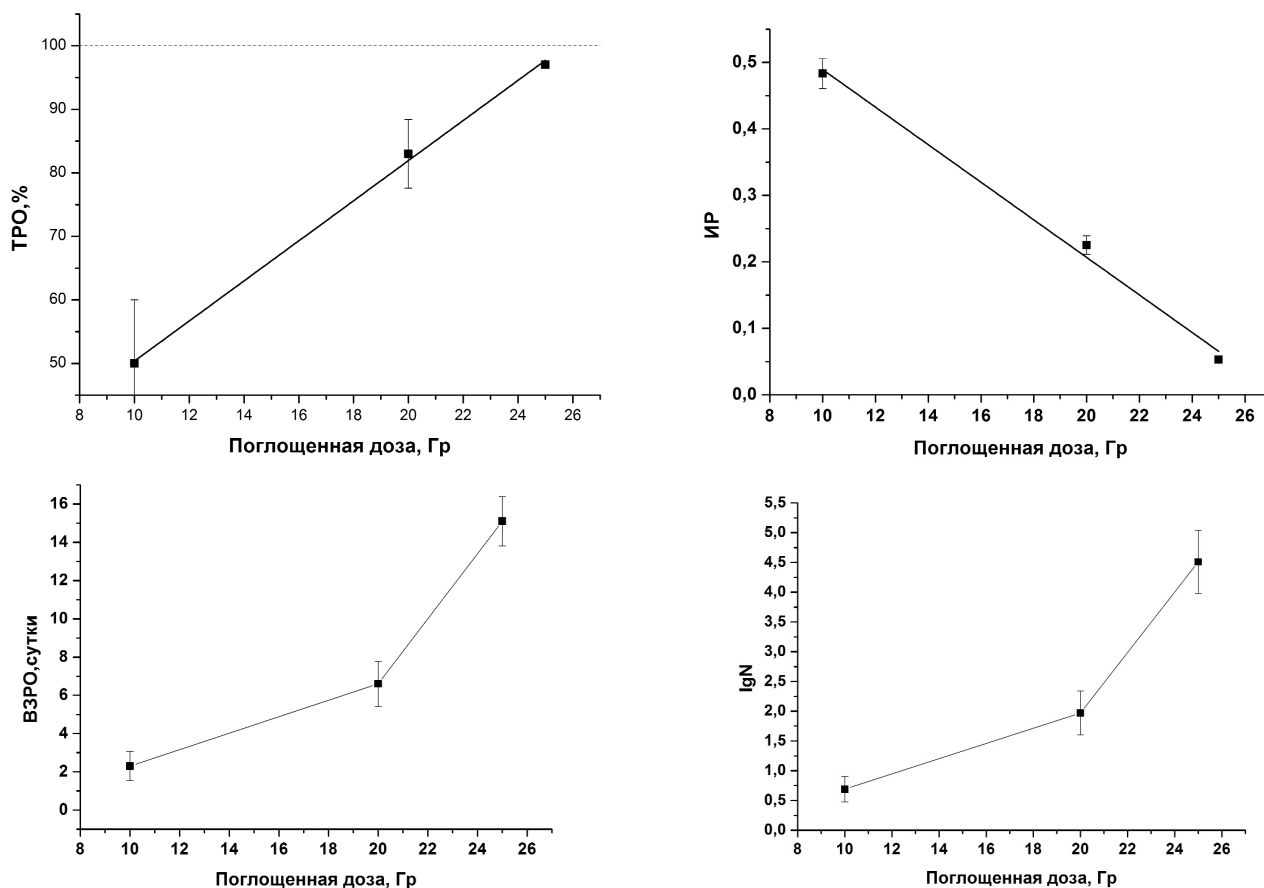 ТРО,%
100
90
80
70
60
50
8 10 12 14 16 18 20 22 24 26
Поглощенная доза, Гр
ИР
0,5
0,4
0,3
0,2
0,1
0,0
8 10 12 14 16 18 20 22 24 26
Поглощенная доза, Гр
ВЗРО,сутки
16
14
12
10
8
6
4
2
0
8 10 12 14 16 18 20 22 24 26
Поглощенная доза, Гр
lgN
5,5
5,0
4,5
4,0
3,5
3,0
2,5
2,0
1,5
1,0
0,5
0,0
8 10 12 14 16 18 20 22 24 26
Поглощенная доза, Гр